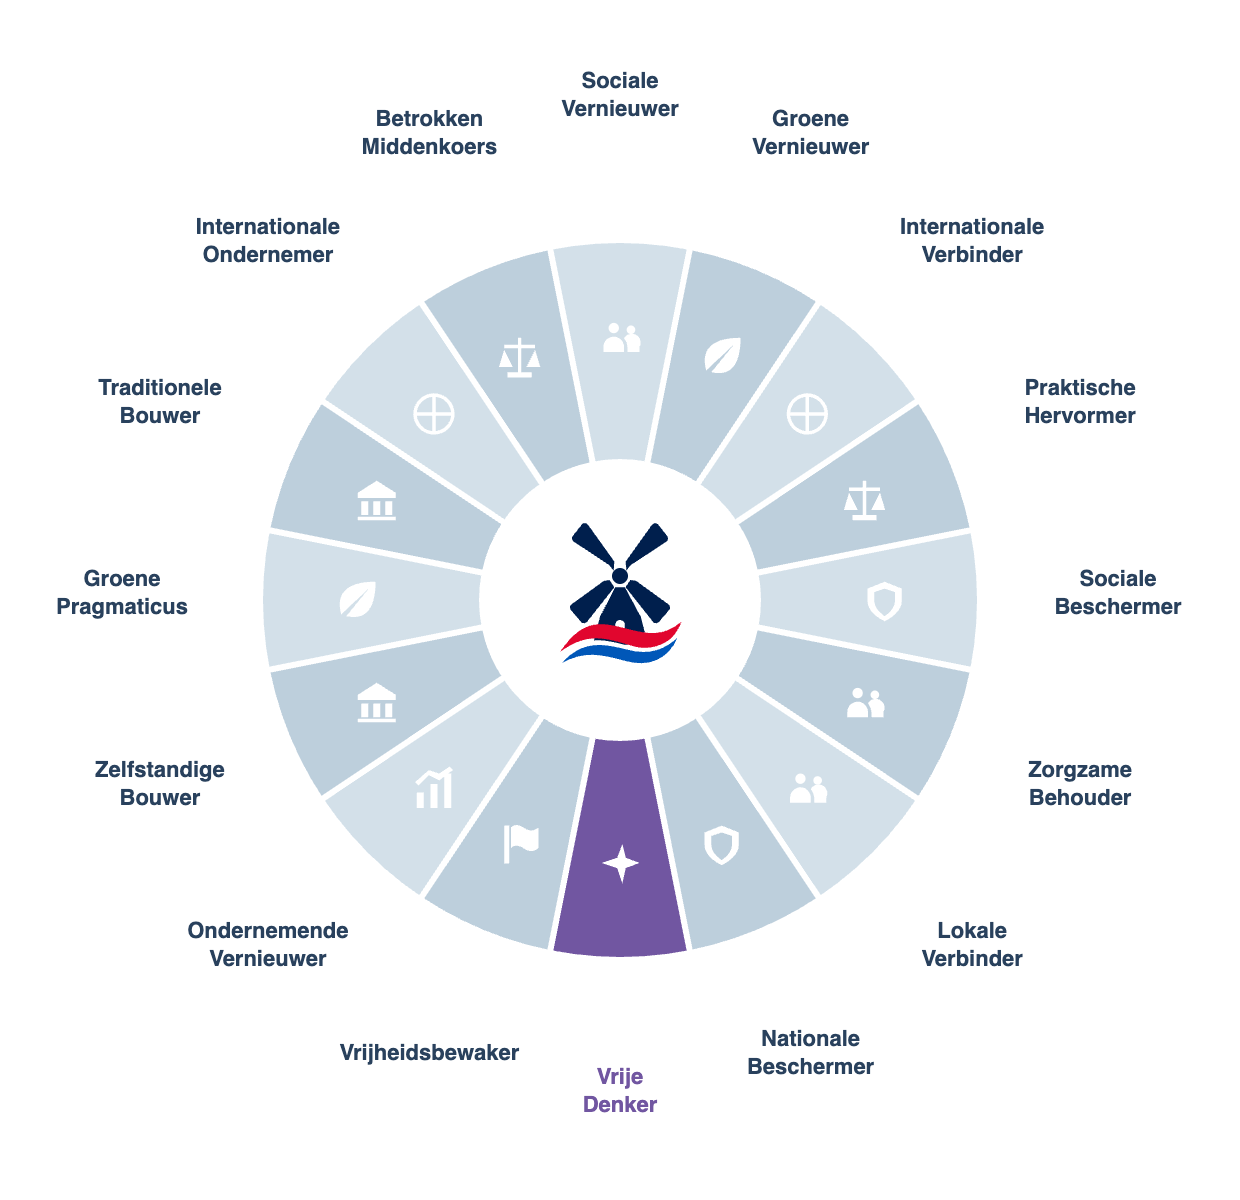 Sociale
Vernieuwer
Groene
Vernieuwer
Internationale
Verbinder
Praktische
Hervormer
Sociale
Beschermer
Zorgzame
Behouder
Lokale
Verbinder
Nationale
Beschermer
Vrije
Denker
Vrijheidsbewaker
Ondernemende
Vernieuwer
Zelfstandige
Bouwer
Groene
Pragmaticus
Traditionele
Bouwer
Internationale
Ondernemer
Betrokken
Middenkoers